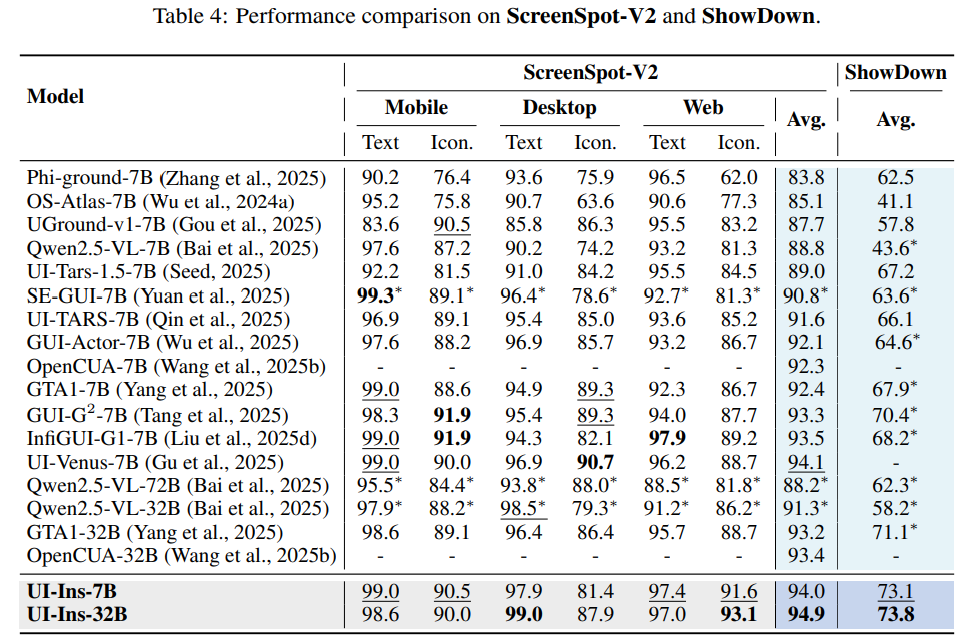 Table 4: Performance comparison on ScreenSpot-V2 and ShowDown.
Model ScreenSpot-V2 ShowDown
Mobile Desktop Web Avg. Avg.
Text Icon. Text Icon. Text Icon.
Phi-ground-7B (Zhang et al., 2025) 90.2 76.4 93.6 75.9 96.5 62.0 83.8 62.5
OS-Atlas-7B (Wu et al., 2024a) 95.2 75.8 90.7 63.6 90.6 77.3 85.1 41.1
UGround-v1-7B (Gou et al., 2025) 83.6 90.5 85.8 86.3 95.5 83.2 87.7 57.8
Qwen2.5-VL-7B (Bai et al., 2025) 97.6 87.2 90.2 74.2 93.2 81.3 88.8 43.6*
UI-Tars-1.5-7B (Seed, 2025) 92.2 81.5 91.0 84.2 95.5 84.5 89.0 67.2
SE-GUI-7B (Yuan et al., 2025) 99.3* 89.1* 96.4* 78.6* 92.7* 81.3* 90.8* 63.6*
UI-TARS-7B (Qin et al., 2025) 96.9 89.1 95.4 85.0 93.6 85.2 91.6 66.1
GUI-Actor-7B (Wu et al., 2025) 97.6 88.2 96.9 85.7 93.2 86.7 92.1 64.6*
OpenCUA-7B (Wang et al., 2025b) - - - - - - 92.3 -
GTA1-7B (Yang et al., 2025) 99.0 88.6 94.9 89.3 92.3 86.7 92.4 67.9*
GUI-G²-7B (Tang et al., 2025) 98.3 91.9 95.4 89.3 94.0 87.7 93.3 70.4*
InfiGUI-G1-7B (Liu et al., 2025d) 99.0 91.9 94.3 82.1 97.9 89.2 93.5 68.2*
UI-Venus-7B (Gu et al., 2025) 99.0 90.0 96.9 90.7 96.2 88.7 94.1 -
Qwen2.5-VL-72B (Bai et al., 2025) 95.5* 84.4* 93.8* 88.0* 88.5* 81.8* 88.2* 62.3*
Qwen2.5-VL-32B (Bai et al., 2025) 97.9* 88.2* 98.5* 79.3* 91.2* 86.2* 91.3* 58.2*
GTA1-32B (Yang et al., 2025) 98.6 89.1 96.4 86.4 95.7 88.7 93.2 71.1*
OpenCUA-32B (Wang et al., 2025b) - - - - - - 93.4 -
UI-Ins-7B 99.0 90.5 97.9 81.4 97.4 91.6 94.0 73.1
UI-Ins-32B 98.6 90.0 99.0 87.9 97.0 93.1 94.9 73.8